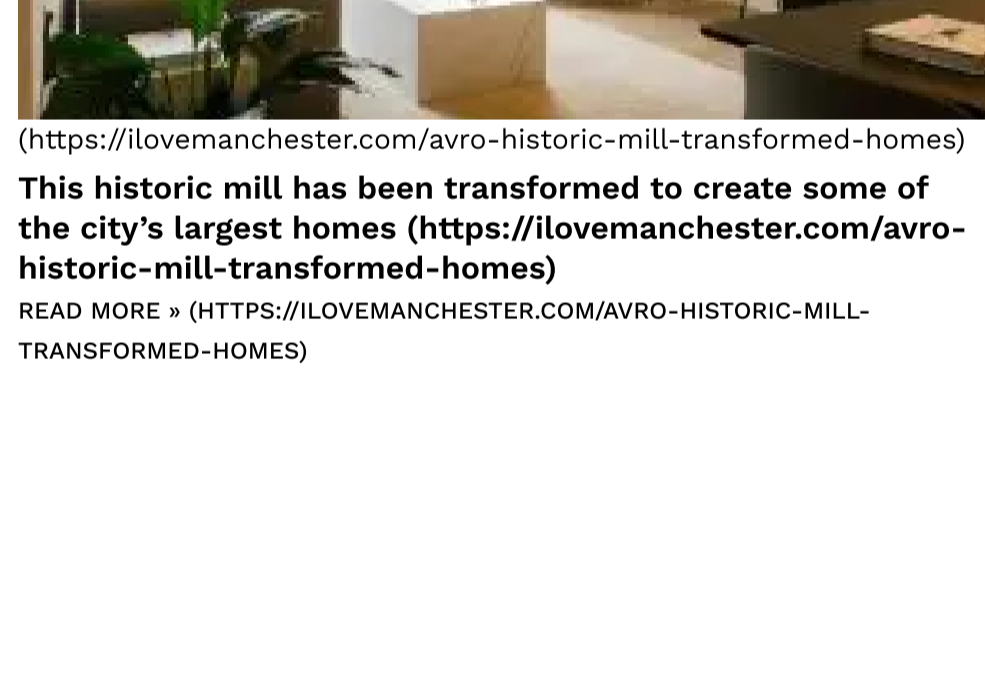 (https://ilovemanchester.com/avro-historic-mill-transformed-homes)
This historic mill has been transformed to create some of
the city’s largest homes (https://ilovemanchester.com/avro-
historic-mill-transformed-homes)
READ MORE » (HTTPS://ILOVEMANCHESTER.COM/AVRO-HISTORIC-MILL-
TRANSFORMED-HOMES)